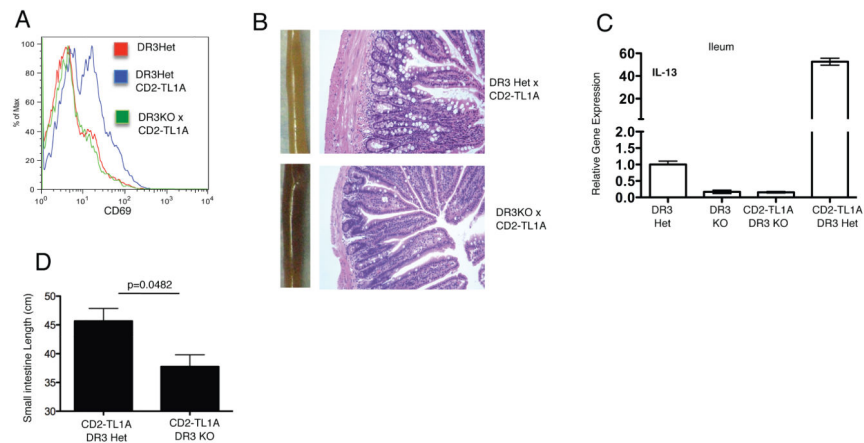 A
DR3Het
DR3Het
CD2-TL1A
DR3KO x
CD2-TL1A
% of Max
100
80
60
40
20
0
10^0 10^1 10^2 10^3 10^4
CD69
B
DR3 Het x
CD2-TL1A
DR3KO x
CD2-TL1A
C
Ileum
IL-13
Relative Gene Expression
60
40
20
2.0
1.5
1.0
0.5
0.0
DR3
Het
DR3
KO
CD2-TL1A
DR3 KO
CD2-TL1A
DR3 Het
D
p=0.0482
Small intestine Length (cm)
50
45
40
35
30
CD2-TL1A
DR3 Het
CD2-TL1A
DR3 KO